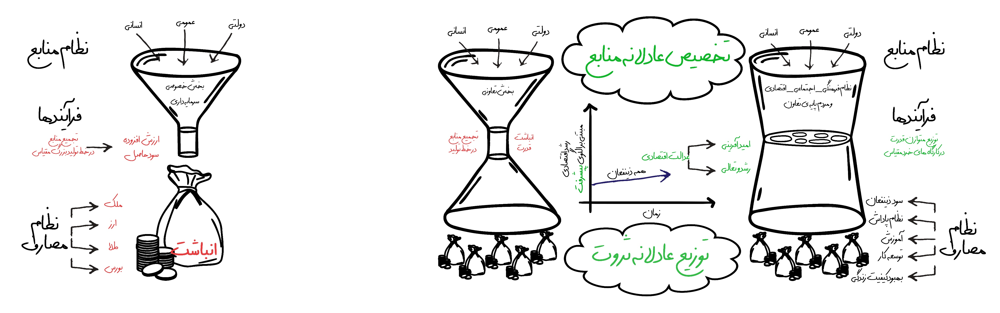 نظام منابع
دولتی
عمومی
انسانی
نظام فرهنگی_اجتماعی_اقتصادی
و مردم پایه‌ی تعاون
فرآیندها
توزیع متوازن قدرت
در کارگاه های خرد مقیاس
نظام
مصارف
سود ذینفعان
نظام پاداش
آموزش
توسعه کار
بهبود کیفیت زندگی
تخصیص عادلانه منابع
رشد اقتصادی
مبتنی بر الگوی پیشرفت
همه ذینفعان
عدالت اقتصادی
امیدآفرینی
رشد و تعالی
زمان
توزیع عادلانه ثروت
دولتی
عمومی
انسانی
بخش تعاونی
انباشت
قدرت
تجمیع منابع
در خط تولید
دولتی
عمومی
انسانی
بخش خصوصی
سرمایه‌داری
نظام منابع
فرآیندها
تجمیع منابع
در خط تولید بزرگ مقیاس
ارزش افزوده
سود حاصل
نظام
مصارف
ملک
ارز
طلا
بورس
انباشت